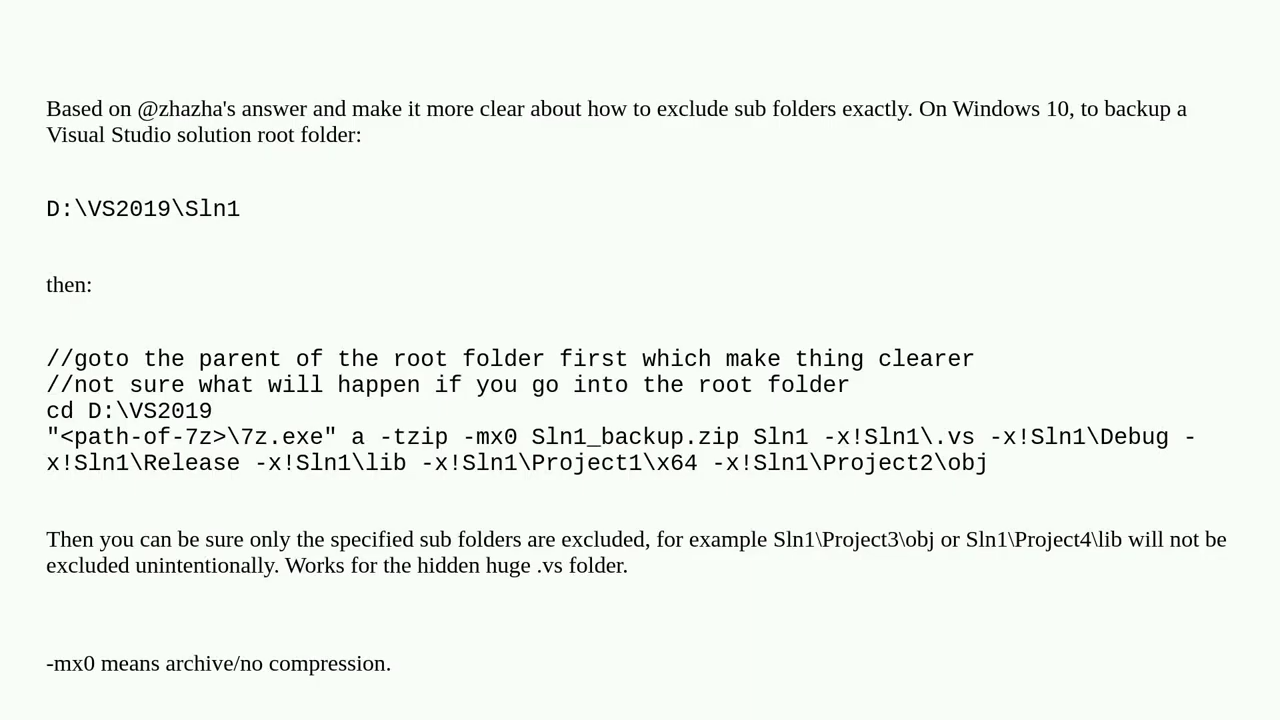 Based on @zhazha's answer and make it more clear about how to exclude sub folders exactly. On Windows 10, to backup a
Visual Studio solution root folder:
D:\VS2019\Sln1
then:
//goto the parent of the root folder first which make thing clearer
//not sure what will happen if you go into the root folder
cd D:\VS2019
"<path-of-7z>\7z.exe" a -tzip -mx0 Sln1_backup.zip Sln1 -x!Sln1\.vs -x!Sln1\Debug -
x!Sln1\Release -x!Sln1\lib -x!Sln1\Project1\x64 -x!Sln1\Project2\obj
Then you can be sure only the specified sub folders are excluded, for example Sln1\Project3\obj or Sln1\Project4\lib will not be
excluded unintentionally. Works for the hidden huge .vs folder.
-mx0 means archive/no compression.